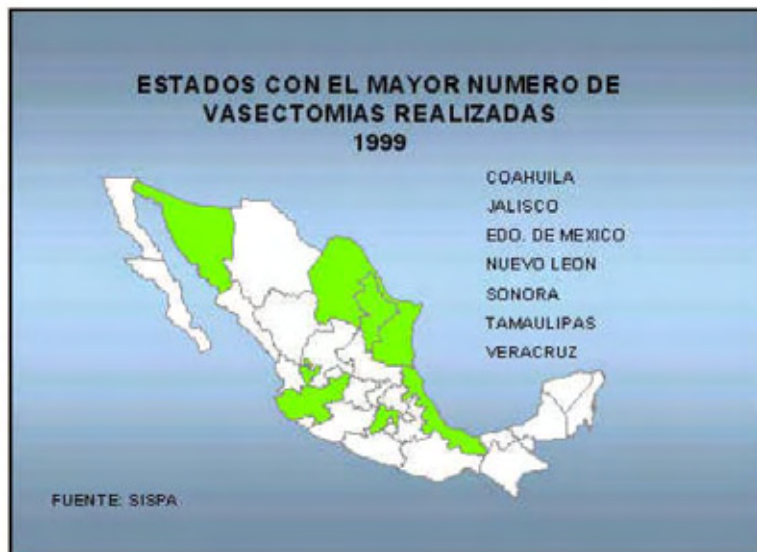 ESTADOS CON EL MAYOR NUMERO DE
VASECTOMIAS REALIZADAS
1999
COAHUILA
JALISCO
EDO. DE MEXICO
NUEVO LEON
SONORA
TAMAULIPAS
VERACRUZ
FUENTE: SISPA